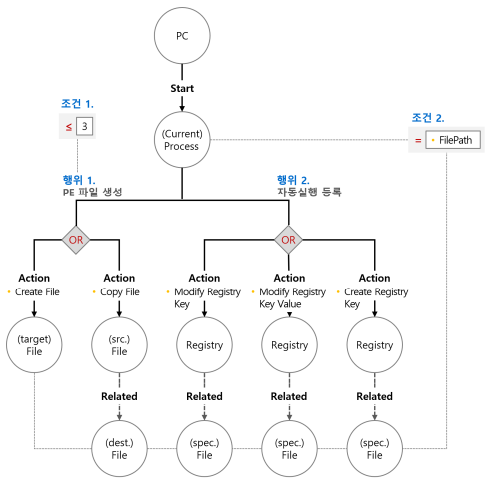 PC
Start
조건 1.
≤ 3
(Current)
Process
조건 2.
= • FilePath
행위 1.
PE 파일 생성
행위 2.
자동실행 등록
OR
OR
Action
• Create File
Action
• Copy File
Action
• Modify Registry
Key
Action
• Modify Registry
Key Value
Action
• Create Registry
Key
(target)
File
(src.)
File
Registry
Registry
Registry
Related
Related
Related
Related
(dest.)
File
(spec.)
File
(spec.)
File
(spec.)
File